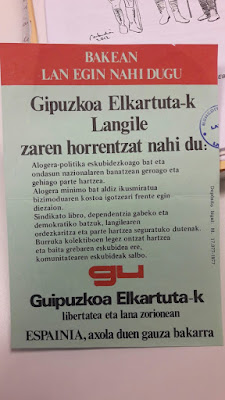 BAKEAN
LAN EGIN NAHI DUGU
Gipuzkoa Elkartuta-k
Langile
zaren horrentzat nahi du:
Alogera-politika eskubidezkoago bat eta
ondasun nazionalaren banatzean geroago eta
gehiago parte hartzea.
Alogera minimo bat aldiz ikusmiratua
bizimoduaren kostoa igotzeari frente egin
diezaion.
Sindikato libro, dependentzia gabeko eta
demokratiko batzuk, langilearen
ordezkaritza eta parte hartzea seguratuko dutenak.
Burruka kolektiboen legez ontzat hartzea
eta baita grebaren eskubidea ere,
komunitatearen eskubideak salbo.
gu
Guipuzkoa Elkartuta-k
libertatea eta lana zorionean
ESPAINIA, axola duen gauza bakarra